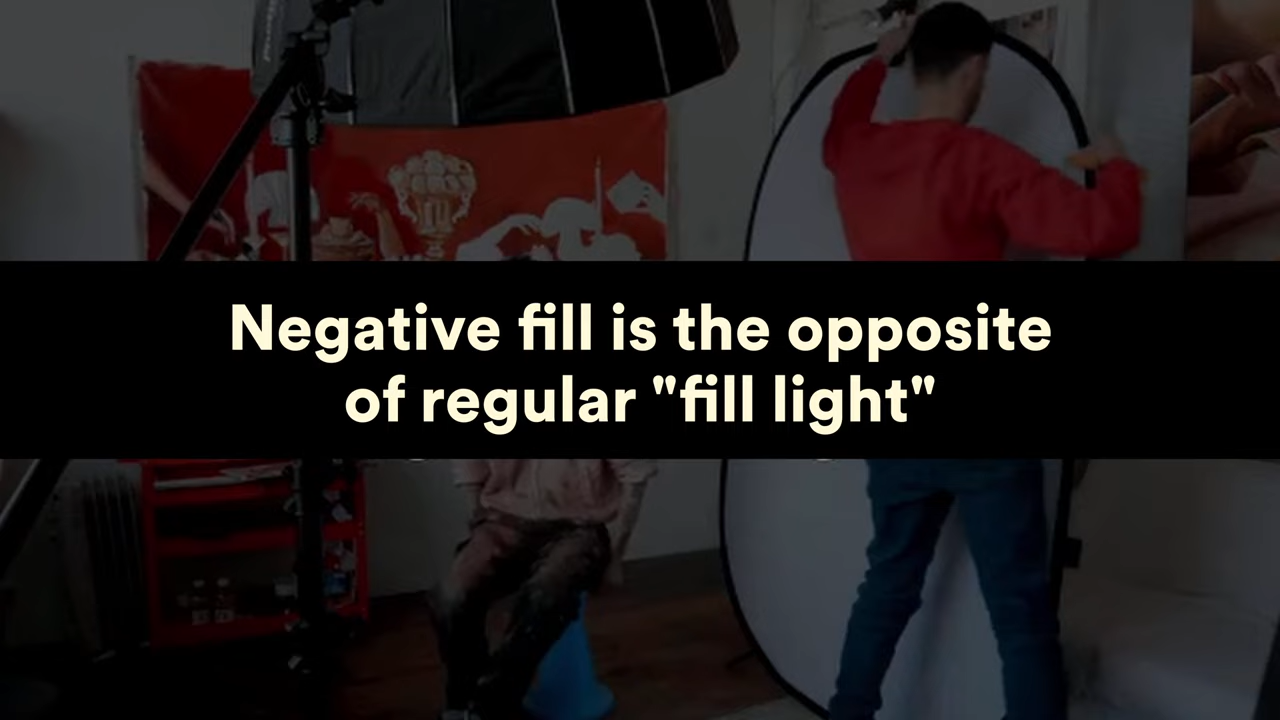 Negative fill is the opposite
of regular "fill light"